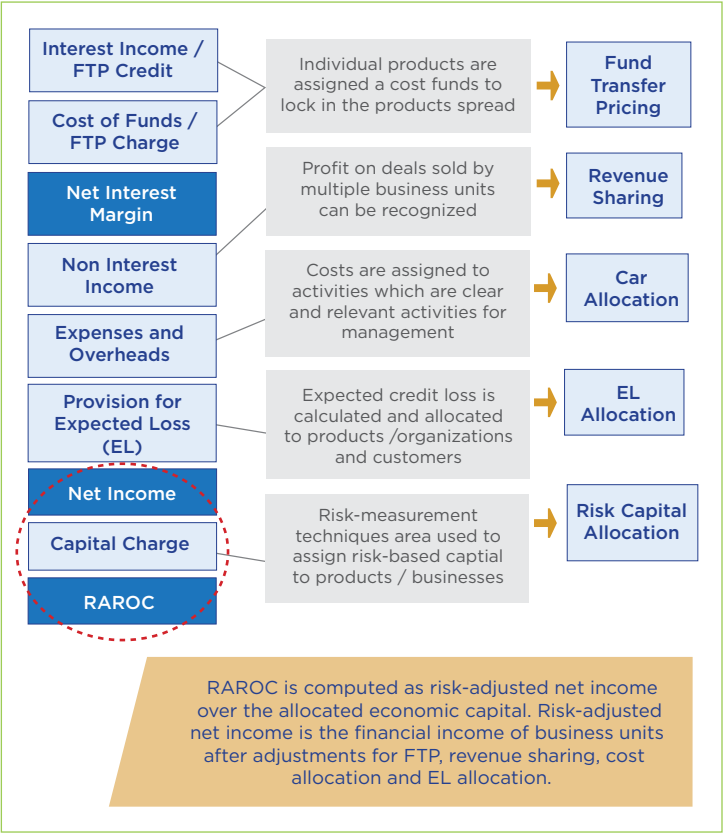 Interest Income /
FTP Credit
Cost of Funds /
FTP Charge
Net Interest
Margin
Non Interest
Income
Expenses and
Overheads
Provision for
Expected Loss
(EL)
Net Income
Capital Charge
RAROC
Individual products are
assigned a cost funds to
lock in the products spread
Profit on deals sold by
multiple business units
can be recognized
Costs are assigned to
activities which are clear
and relevant activities for
management
Expected credit loss is
calculated and allocated
to products /organizations
and customers
Risk-measurement
techniques area used to
assign risk-based captial
to products / businesses
Fund
Transfer
Pricing
Revenue
Sharing
Car
Allocation
EL
Allocation
Risk Capital
Allocation
RAROC is computed as risk-adjusted net income
over the allocated economic capital. Risk-adjusted
net income is the financial income of business units
after adjustments for FTP, revenue sharing, cost
allocation and EL allocation.